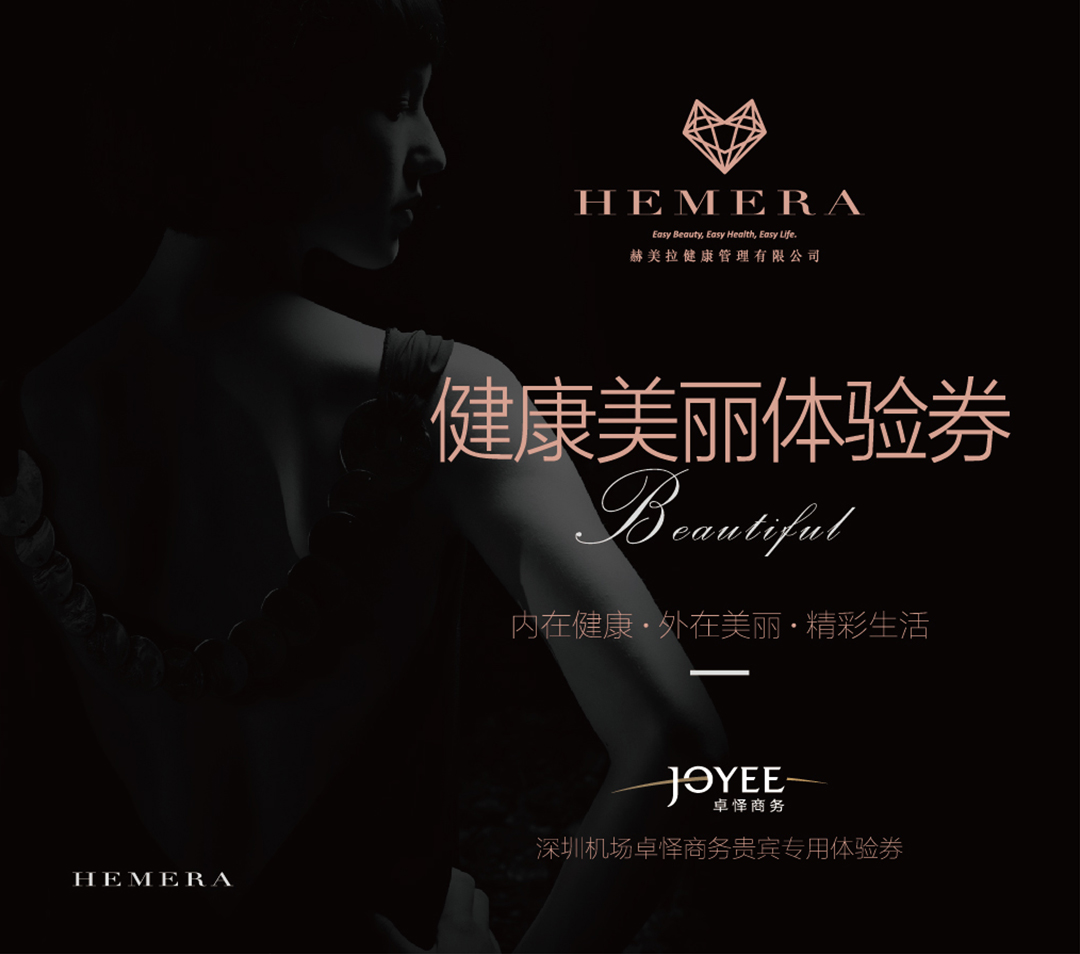 HEMERA
Easy Beauty, Easy Health, Easy Life.
赫美拉健康管理有限公司
健康美丽体验券
Beautiful
内在健康·外在美丽·精彩生活
JOYEE
卓怿商务
深圳机场卓怿商务贵宾专用体验券
HEMERA